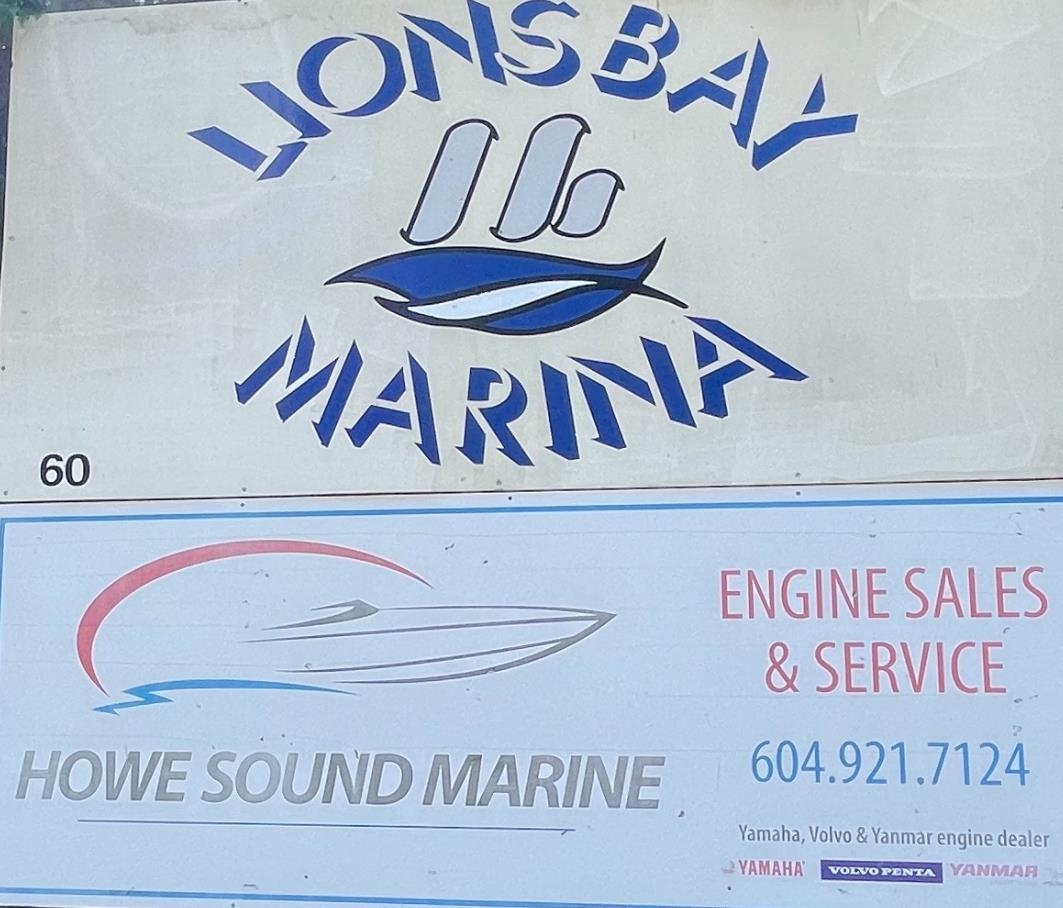 LIONS BAY
MARINA
60
ENGINE SALES
& SERVICE
HOWE SOUND MARINE
604.921.7124
Yamaha, Volvo & Yanmar engine dealer
YAMAHA VOLVO PENTA YANMAR